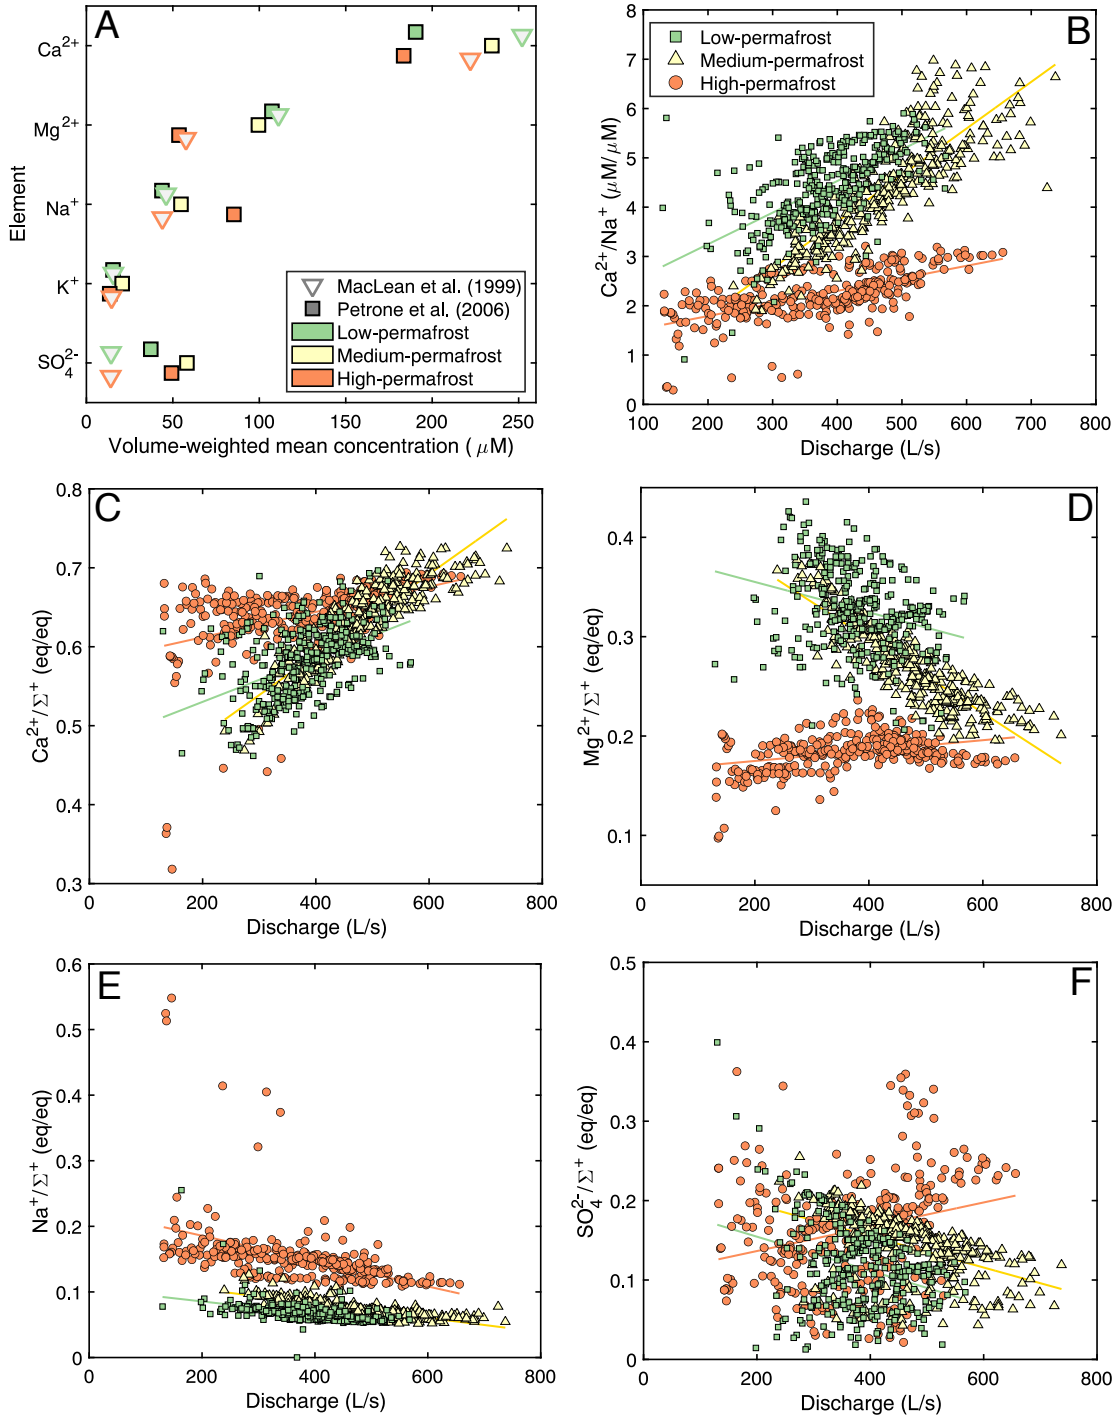 A
Element
Ca2+
Mg2+
Na+
K+
SO42-
MacLean et al. (1999)
Petrone et al. (2006)
Low-permafrost
Medium-permafrost
High-permafrost
0 50 100 150 200 250
Volume-weighted mean concentration ( μM)
B
Low-permafrost
Medium-permafrost
High-permafrost
Ca2+/Na+ (μM/μM)
8
7
6
5
4
3
2
1
0
100 200 300 400 500 600 700 800
Discharge (L/s)
C
Ca2+/Σ+ (eq/eq)
0.8
0.7
0.6
0.5
0.4
0.3
0 200 400 600 800
Discharge (L/s)
D
Mg2+/Σ+ (eq/eq)
0.4
0.3
0.2
0.1
0 200 400 600 800
Discharge (L/s)
E
Na+/Σ+ (eq/eq)
0.6
0.5
0.4
0.3
0.2
0.1
0
0 200 400 600 800
Discharge (L/s)
F
SO42-/Σ+ (eq/eq)
0.5
0.4
0.3
0.2
0.1
0
0 200 400 600 800
Discharge (L/s)